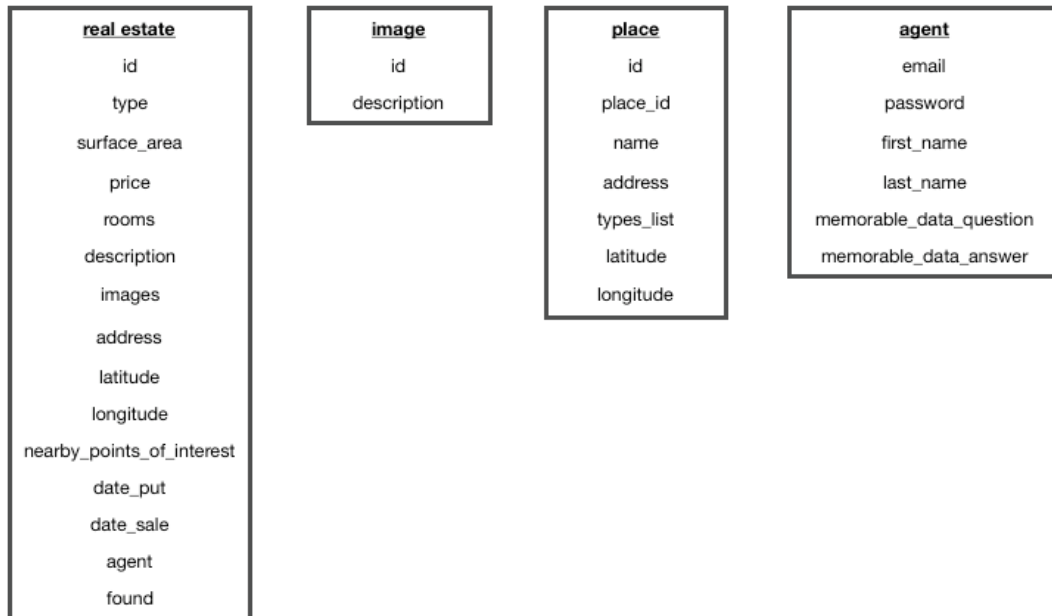 real estate
id
type
surface_area
price
rooms
description
images
address
latitude
longitude
nearby_points_of_interest
date_put
date_sale
agent
found
image
id
description
place
id
place_id
name
address
types_list
latitude
longitude
agent
email
password
first_name
last_name
memorable_data_question
memorable_data_answer